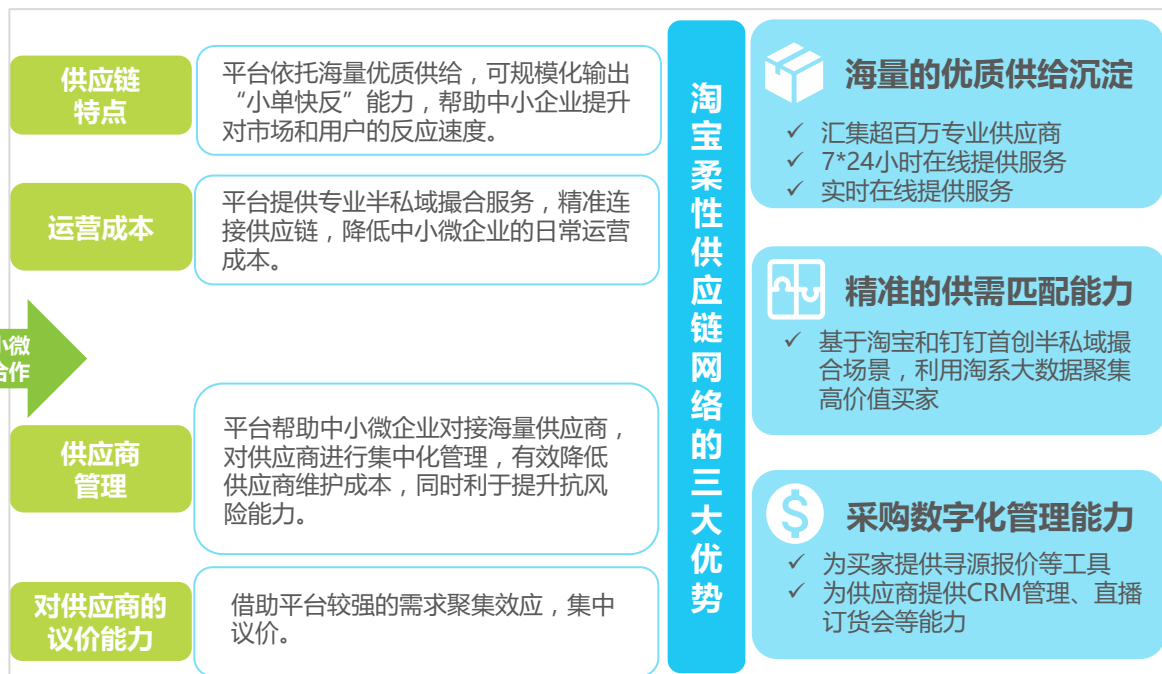 供应链
特点
平台依托海量优质供给，可规模化输出
“小单快反”能力，帮助中小企业提升
对市场和用户的反应速度。
运营成本
平台提供专业半私域撮合服务，精准连
接供应链，降低中小微企业的日常运营
成本。
小微
合作
供应商
管理
平台帮助中小微企业对接海量供应商，
对供应商进行集中化管理，有效降低
供应商维护成本，同时利于提升抗风
险能力。
对供应商的
议价能力
借助平台较强的需求聚集效应，集中
议价。
淘宝柔性供应链网络的三大优势
海量的优质供给沉淀
✓ 汇集超百万专业供应商
✓ 7*24小时在线提供服务
✓ 实时在线提供服务
精准的供需匹配能力
✓ 基于淘宝和钉钉首创半私域撮
合场景，利用淘系大数据聚集
高价值买家
$
采购数字化管理能力
✓ 为买家提供寻源报价等工具
✓ 为供应商提供CRM管理、直播
订货会等能力